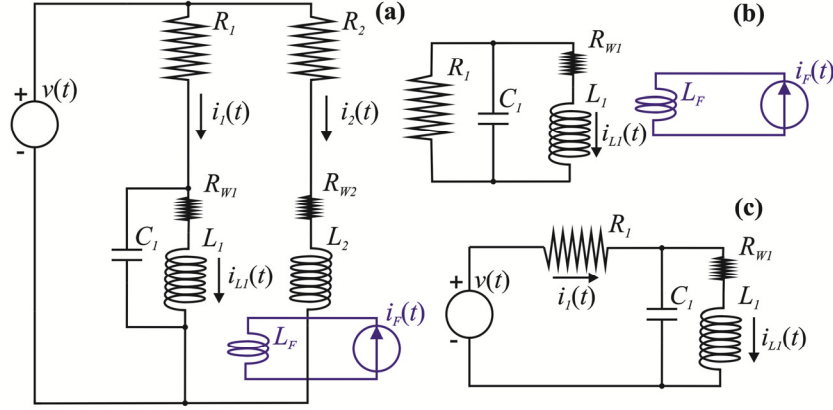 (a)
R1
R2
+
v(t)
-
i1(t)
i2(t)
RW1
RW2
C1
L1
L2
iL1(t)
LF
iF(t)
(b)
R1
C1
RW1
L1
iL1(t)
LF
iF(t)
(c)
+
v(t)
-
R1
i1(t)
C1
RW1
L1
iL1(t)